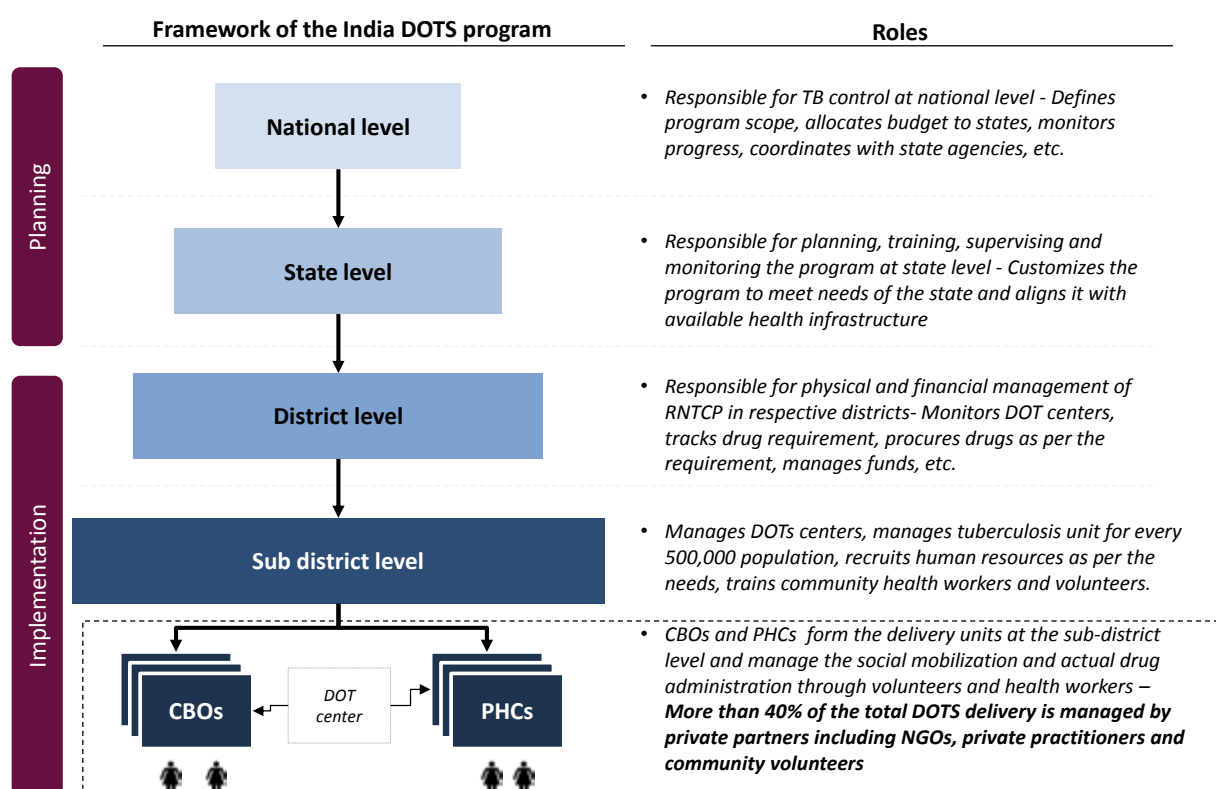 Framework of the India DOTS program
Roles
Planning
National level
• Responsible for TB control at national level - Defines
program scope, allocates budget to states, monitors
progress, coordinates with state agencies, etc.
State level
• Responsible for planning, training, supervising and
monitoring the program at state level - Customizes the
program to meet needs of the state and aligns it with
available health infrastructure
Implementation
District level
• Responsible for physical and financial management of
RNTCP in respective districts- Monitors DOT centers,
tracks drug requirement, procures drugs as per the
requirement, manages funds, etc.
Sub district level
• Manages DOTs centers, manages tuberculosis unit for every
500,000 population, recruits human resources as per the
needs, trains community health workers and volunteers.
CBOs
DOT
center
PHCs
• CBOs and PHCs form the delivery units at the sub-district
level and manage the social mobilization and actual drug
administration through volunteers and health workers –
More than 40% of the total DOTS delivery is managed by
private partners including NGOs, private practitioners and
community volunteers